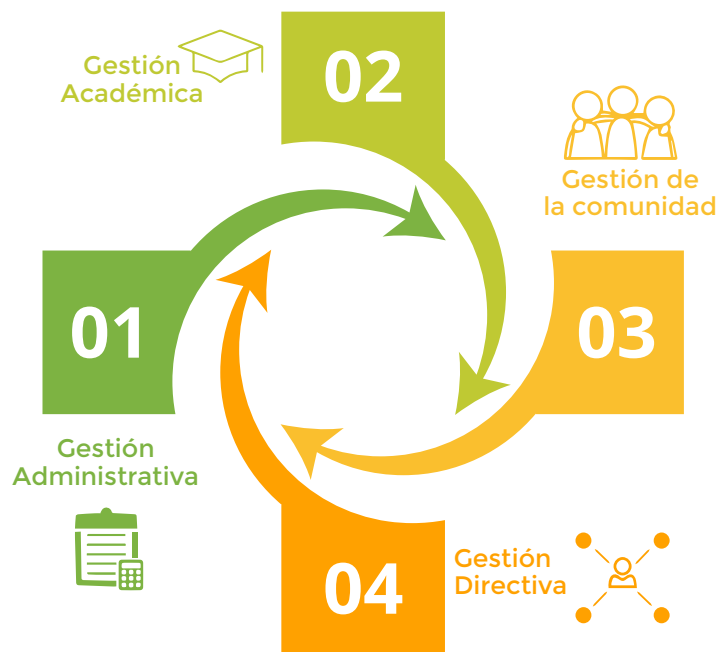 01
Gestión
Administrativa
02
Gestión
Académica
03
Gestión de
la comunidad
04
Gestión
Directiva